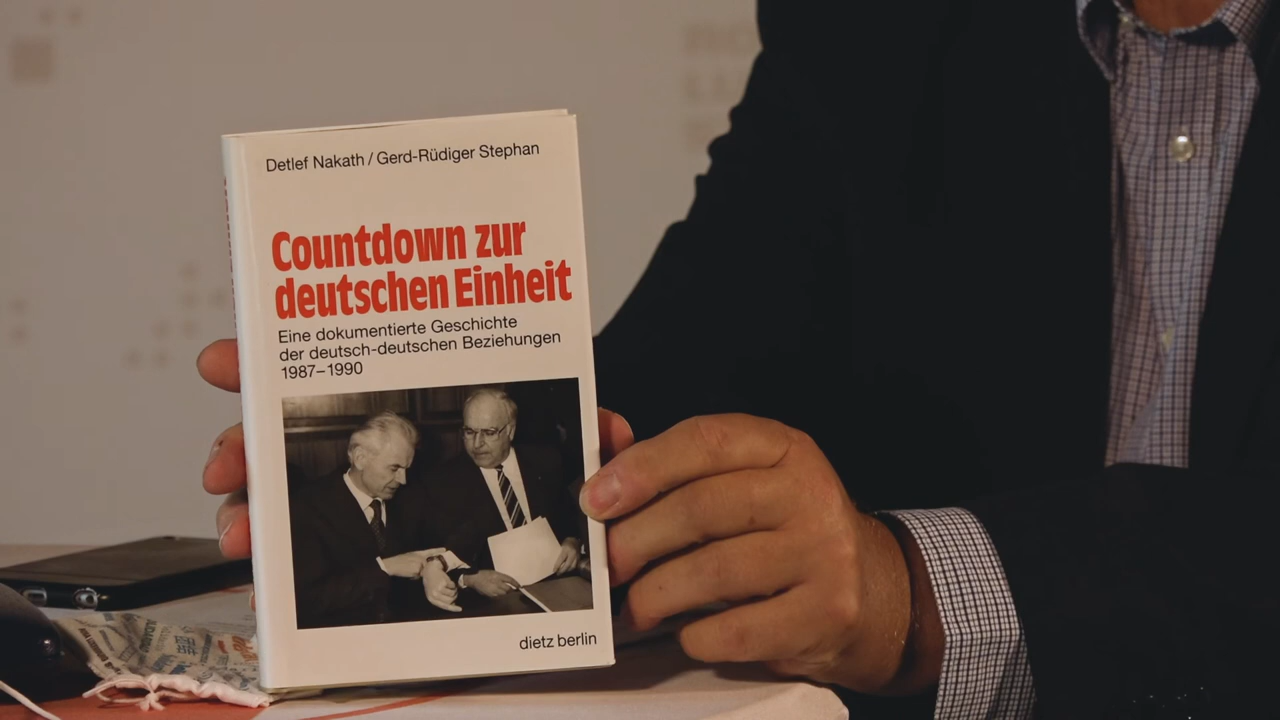 Detlef Nakath / Gerd-Rüdiger Stephan
Countdown zur
deutschen Einheit
Eine dokumentierte Geschichte
der deutsch-deutschen Beziehungen
1987–1990
dietz berlin